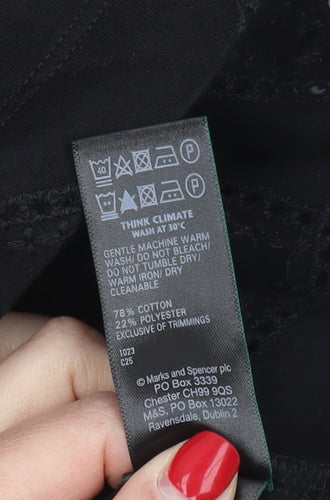 40 P
P
THINK CLIMATE
WASH AT 30°C
GENTLE MACHINE WARM
WASH/ DO NOT BLEACH/
DO NOT TUMBLE DRY/
WARM IRON/ DRY
CLEANABLE
78% COTTON
22% POLYESTER
EXCLUSIVE OF TRIMMINGS
1023
C25
© Marks and Spencer plc
PO Box 3339
Chester CH99 9QS
M&S, PO Box 13022
Ravensdale, Dublin 2